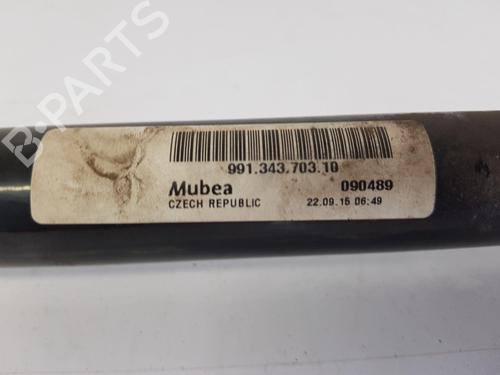 B-PARTS
991.343.703.10
Mubea 090489
CZECH REPUBLIC 22.09.15 06:49